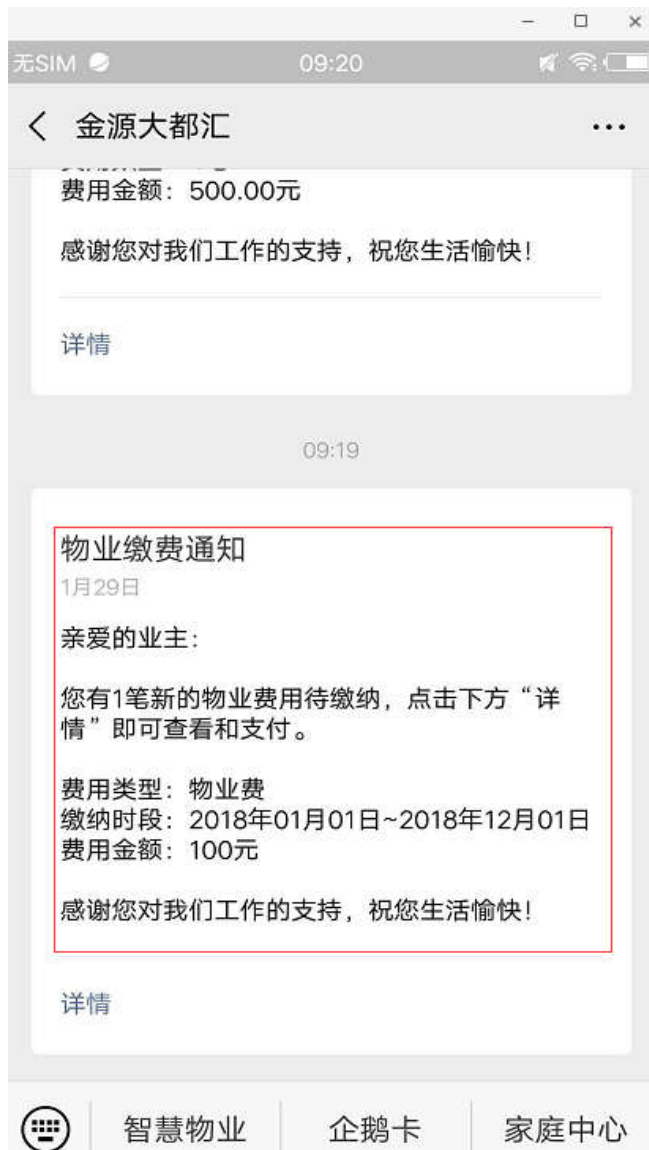 无SIM
09:20
金源大都汇
费用金额：500.00元
感谢您对我们工作的支持，祝您生活愉快！
详情
09:19
物业缴费通知
1月29日
亲爱的业主：
您有1笔新的物业费用待缴纳，点击下方“详
情”即可查看和支付。
费用类型：物业费
缴纳时段：2018年01月01日~2018年12月01日
费用金额：100元
感谢您对我们工作的支持，祝您生活愉快！
详情
智慧物业
企鹅卡
家庭中心